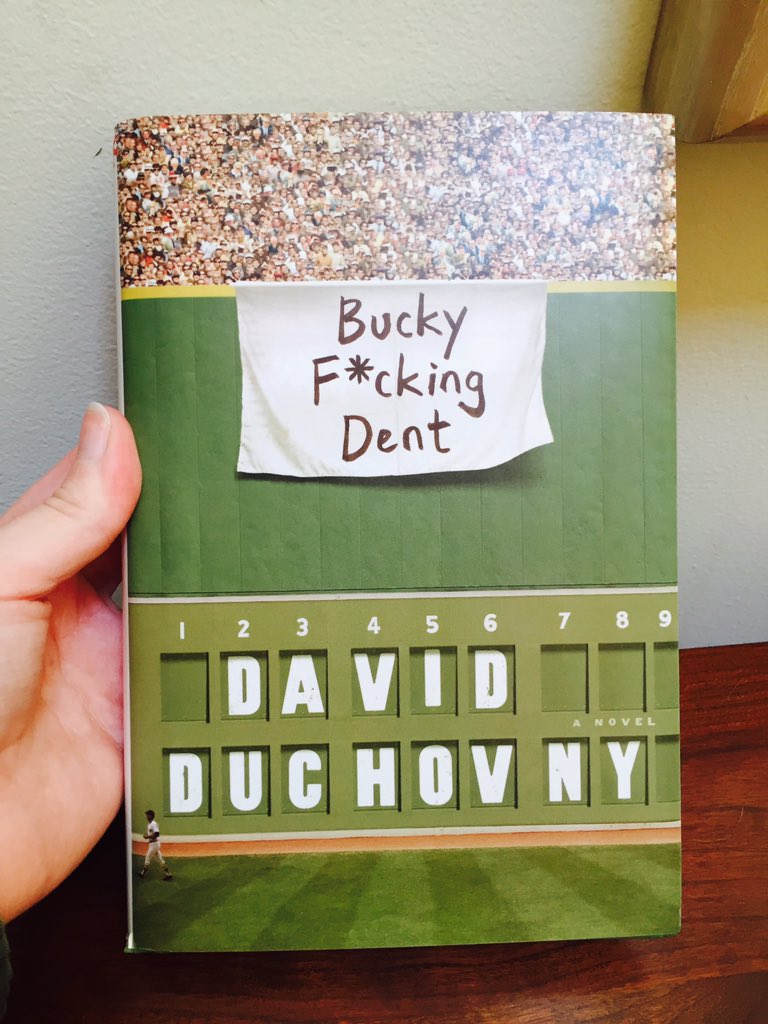 Bucky
F*cking
Dent
1 2 3 4 5 6 7 8 9
DAVID
A NOVEL
DUCHOVNY